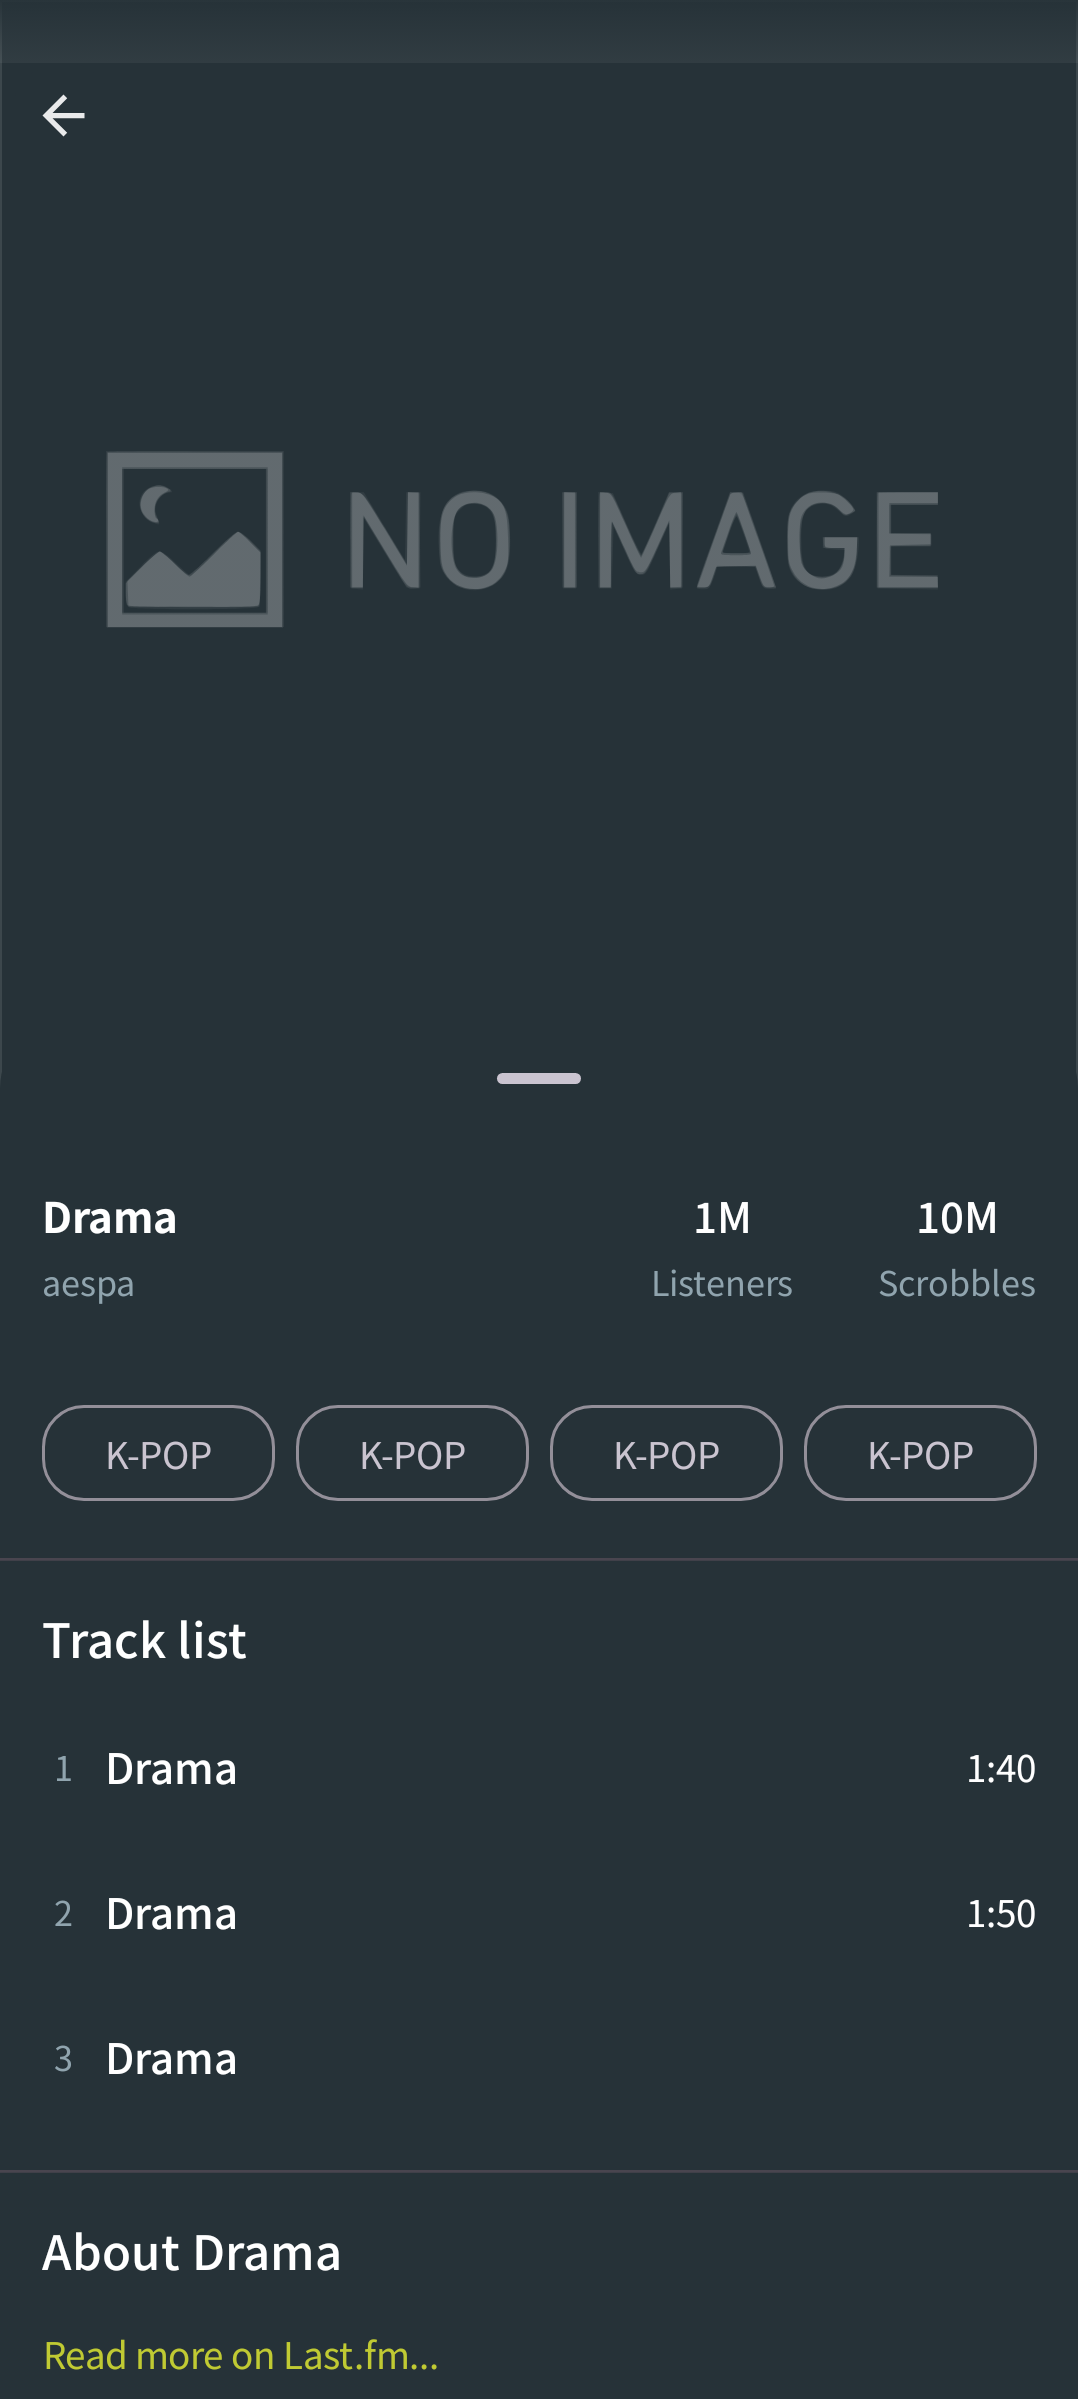 NO IMAGE
Drama
1M
10M
aespa
Listeners
Scrobbles
K-POP
K-POP
K-POP
K-POP
Track list
1 Drama 1:40
2 Drama 1:50
3 Drama
About Drama
Read more on Last.fm...